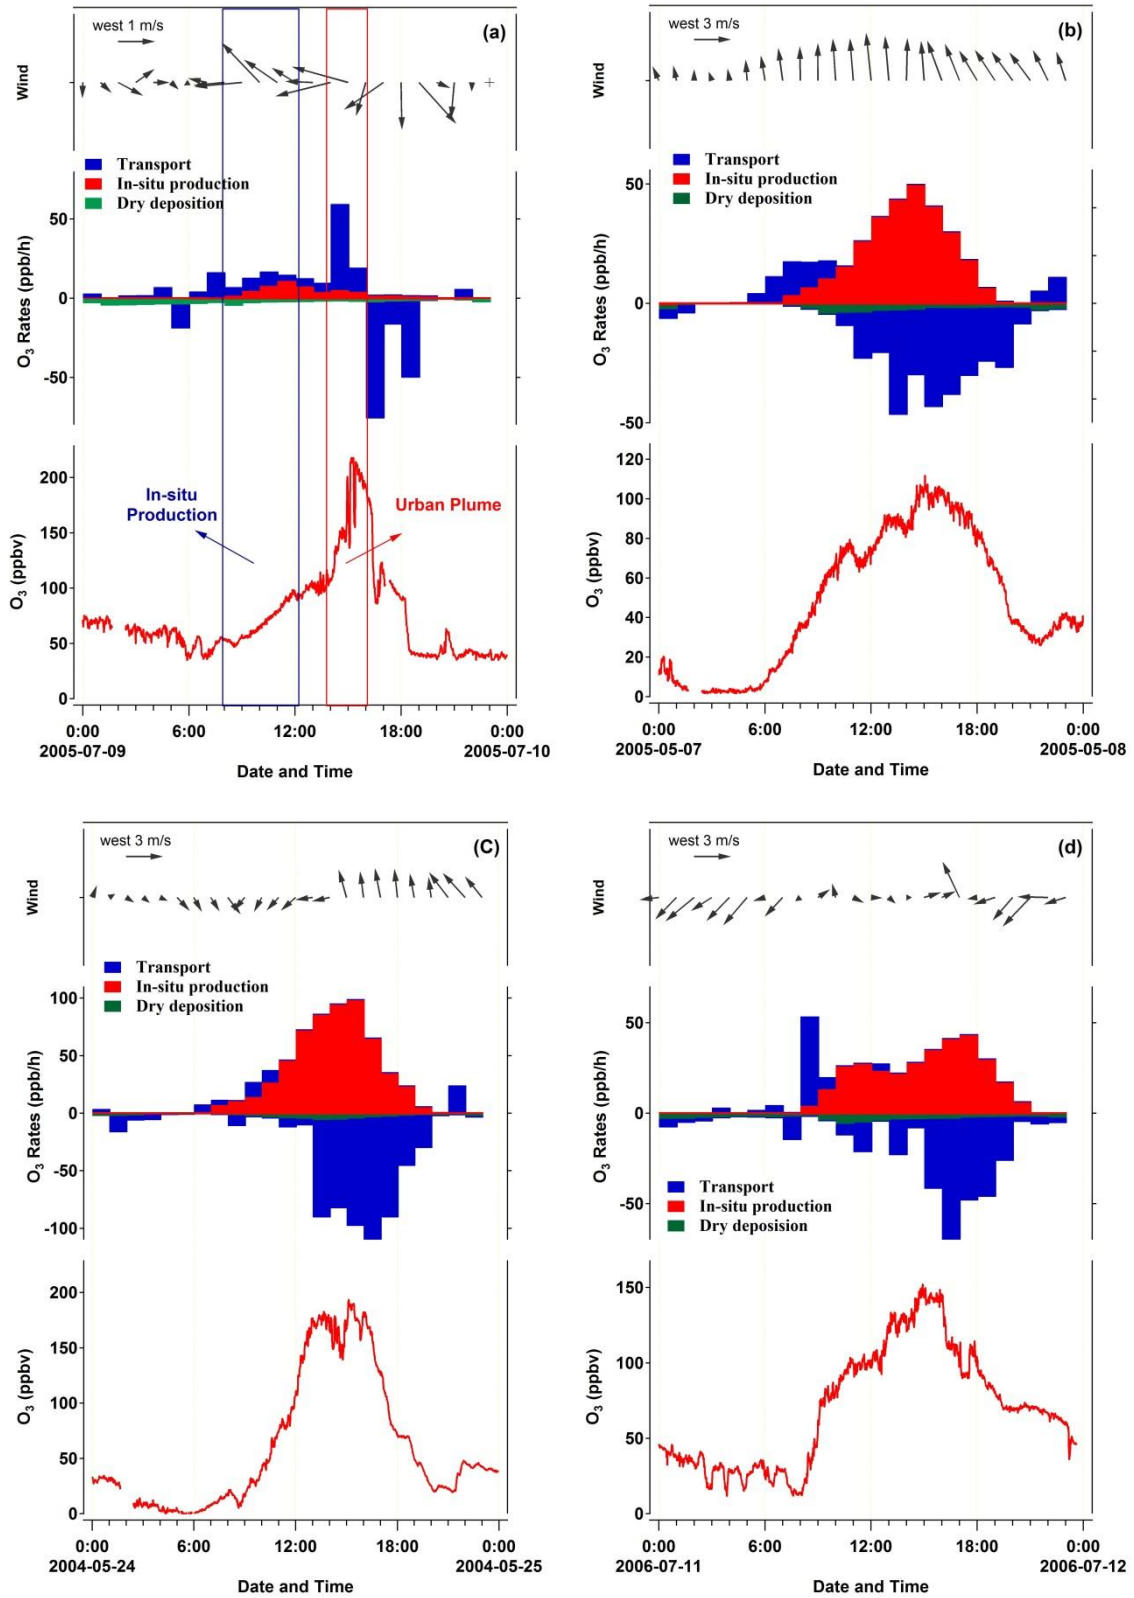 west 1 m/s
(a)
Wind
Transport
In-situ production
Dry deposition
50
0
-50
O3 Rates (ppb/h)
200
150
100
50
0
O3 (ppbv)
In-situ
Production
Urban Plume
0:00 6:00 12:00 18:00 0:00
2005-07-09 2005-07-10
Date and Time
west 3 m/s
(b)
Wind
Transport
In-situ production
Dry deposition
50
0
-50
O3 Rates (ppb/h)
120
100
80
60
40
20
0
O3 (ppbv)
0:00 6:00 12:00 18:00 0:00
2005-05-07 2005-05-08
Date and Time
west 3 m/s
(C)
Wind
Transport
In-situ production
Dry deposition
100
50
0
-50
-100
O3 Rates (ppb/h)
200
150
100
50
0
O3 (ppbv)
0:00 6:00 12:00 18:00 0:00
2004-05-24 2004-05-25
Date and Time
west 3 m/s
(d)
Wind
50
0
-50
O3 Rates (ppb/h)
Transport
In-situ production
Dry deposision
150
100
50
0
O3 (ppbv)
0:00 6:00 12:00 18:00 0:00
2006-07-11 2006-07-12
Date and Time